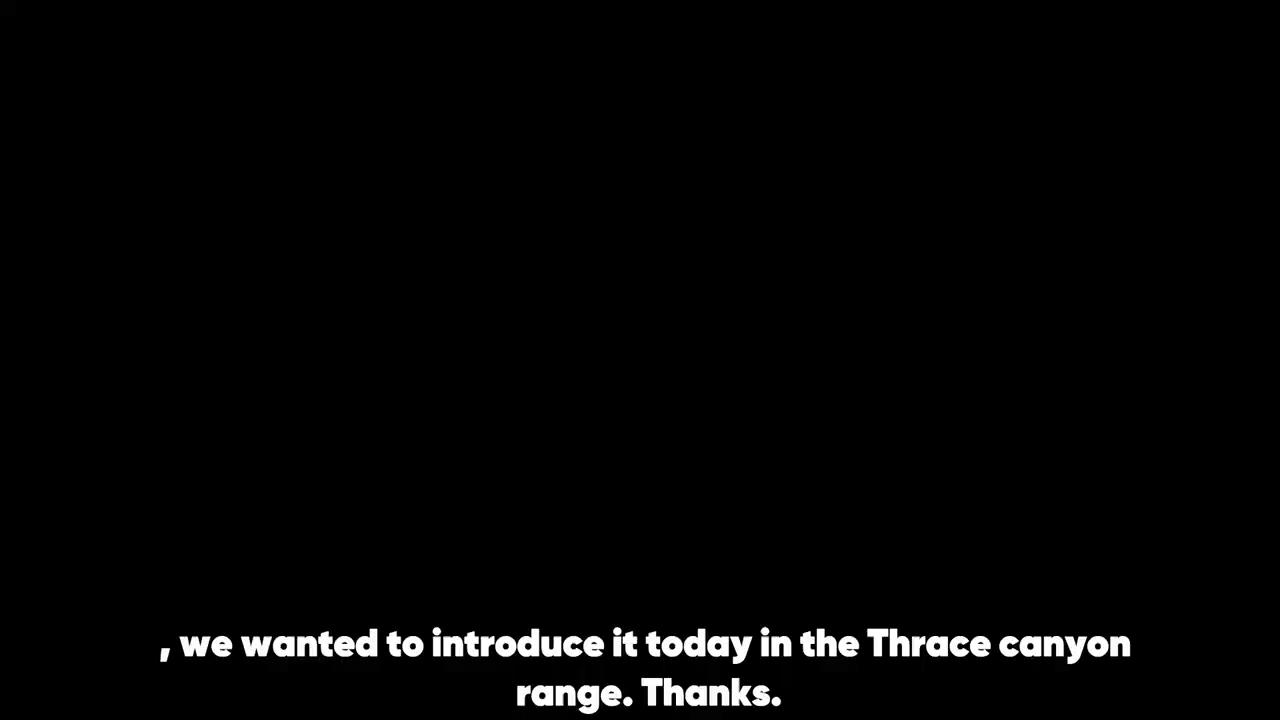 , we wanted to introduce it today in the Thrace canyon
range. Thanks.